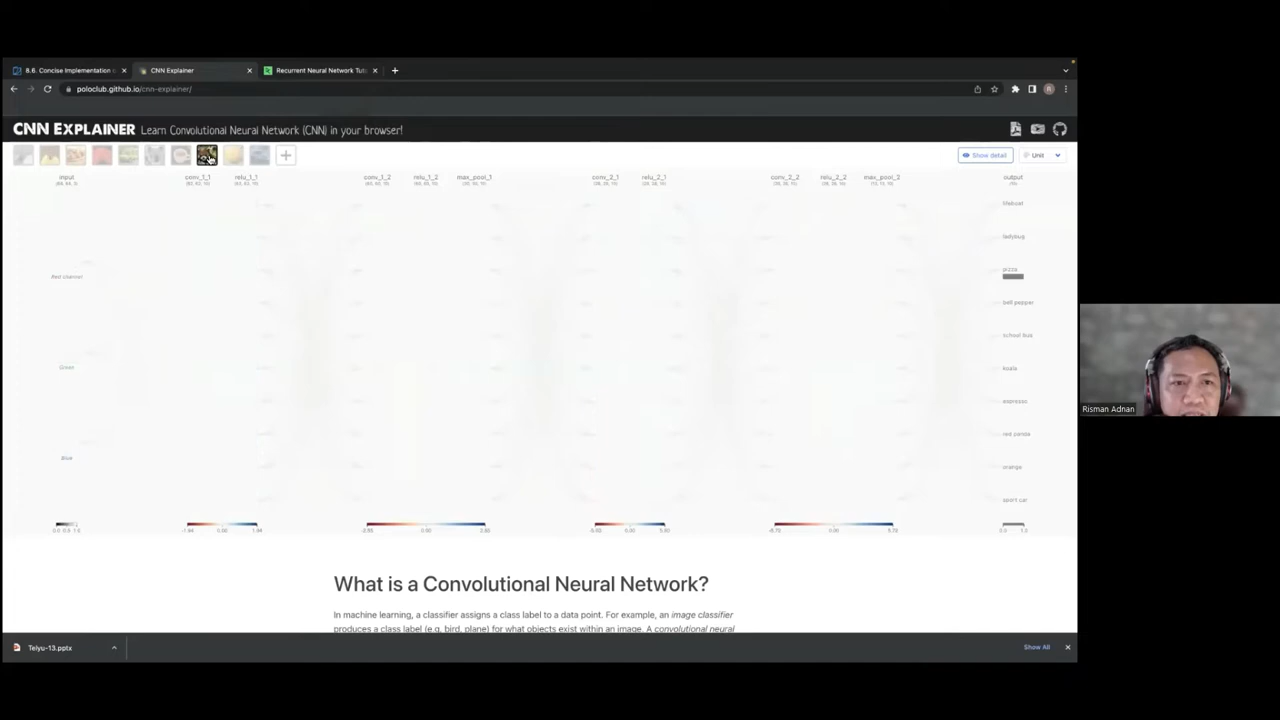 8.6. Concise Implementation o
CNN Explainer
Recurrent Neural Network Tuto
poloclub.github.io/cnn-explainer/
CNN EXPLAINER Learn Convolutional Neural Network (CNN) in your browser!
Show detail
Unit
input conv_1_1 relu_1_1 conv_1_2 relu_1_2 max_pool_1 conv_2_1 relu_2_1 conv_2_2 relu_2_2 max_pool_2 output
lifeboat
ladybug
pizza
Red channel
bell pepper
school bus
Green
koala
espresso
red panda
Blue
orange
sport car
What is a Convolutional Neural Network?
In machine learning, a classifier assigns a class label to a data point. For example, an image classifier
produces a class label (e.g, bird, plane) for what objects exist within an image. A convolutional neural
Teiyu-13.pptx
Show All
Risman Adnan